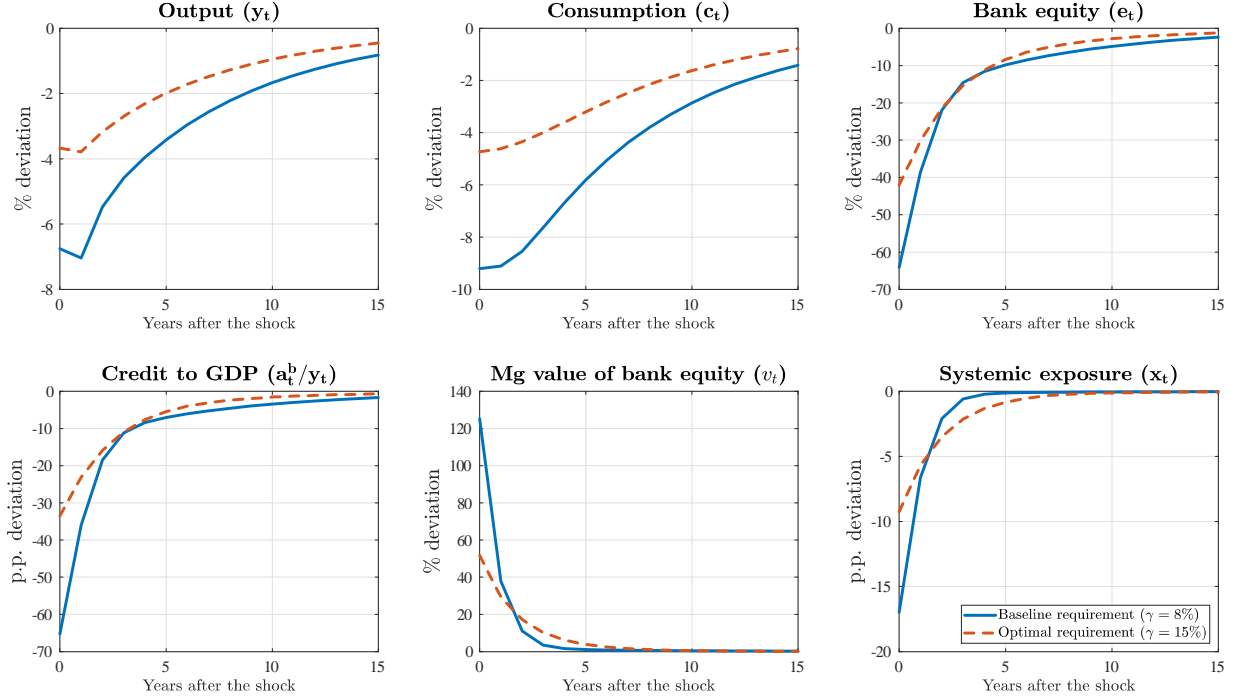 Output (y_t)
0
-2
-4
-6
-8
% deviation
0 5 10 15
Years after the shock
Consumption (c_t)
0
-2
-4
-6
-8
-10
% deviation
0 5 10 15
Years after the shock
Bank equity (e_t)
0
-10
-20
-30
-40
-50
-60
-70
% deviation
0 5 10 15
Years after the shock
Credit to GDP (a_t^b/y_t)
0
-10
-20
-30
-40
-50
-60
-70
p.p. deviation
0 5 10 15
Years after the shock
Mg value of bank equity (v_t)
140
120
100
80
60
40
20
0
% deviation
0 5 10 15
Years after the shock
Systemic exposure (x_t)
0
-5
-10
-15
-20
p.p. deviation
Baseline requirement (γ = 8%)
Optimal requirement (γ = 15%)
0 5 10 15
Years after the shock